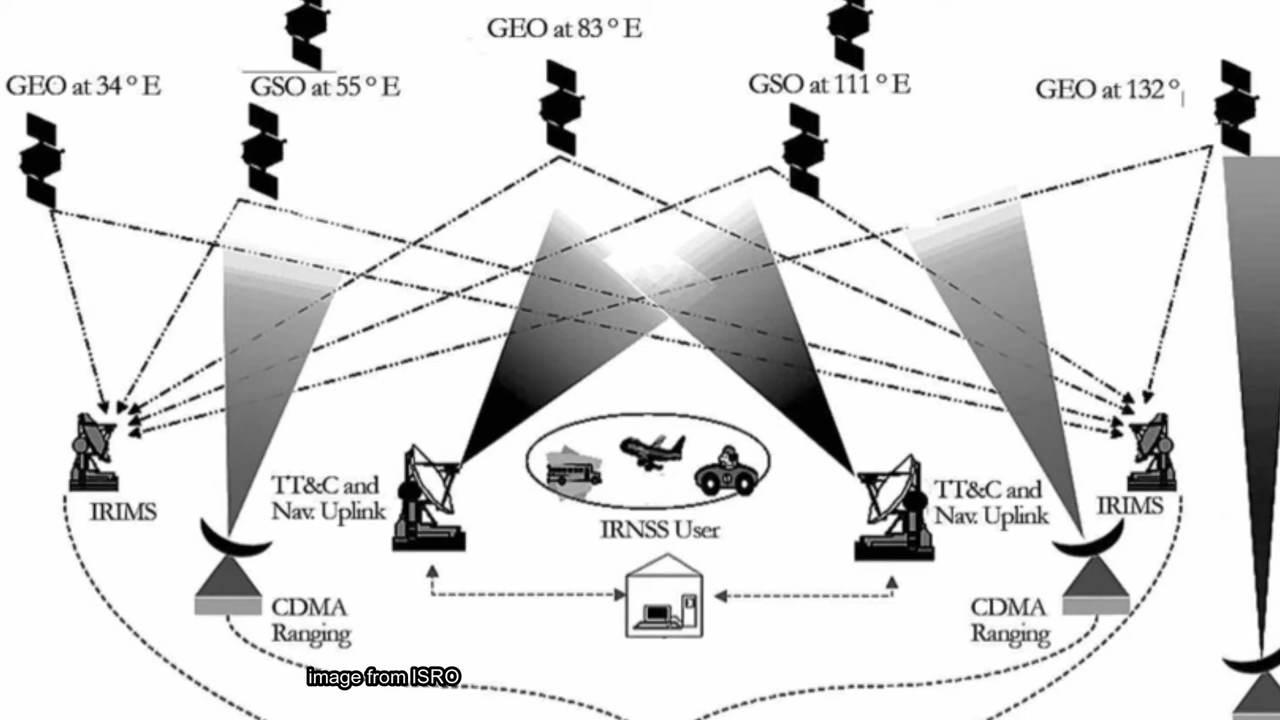 GEO at 83° E
GEO at 34° E
GSO at 55° E
GSO at 111° E
GEO at 132°
TT&C and
Nav. Uplink
TT&C and
Nav. Uplink
IRIMS
IRIMS
IRNSS User
CDMA
Ranging
CDMA
Ranging
image from ISRO